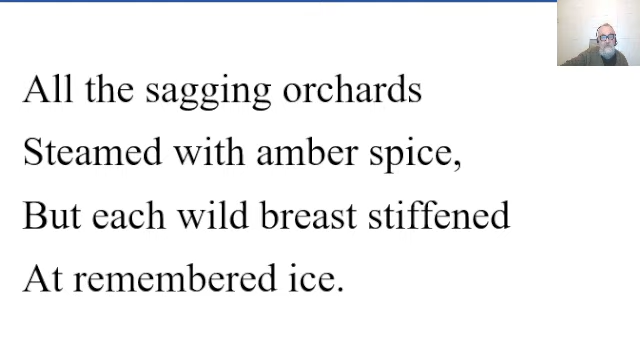 All the sagging orchards
Steamed with amber spice,
But each wild breast stiffened
At remembered ice.